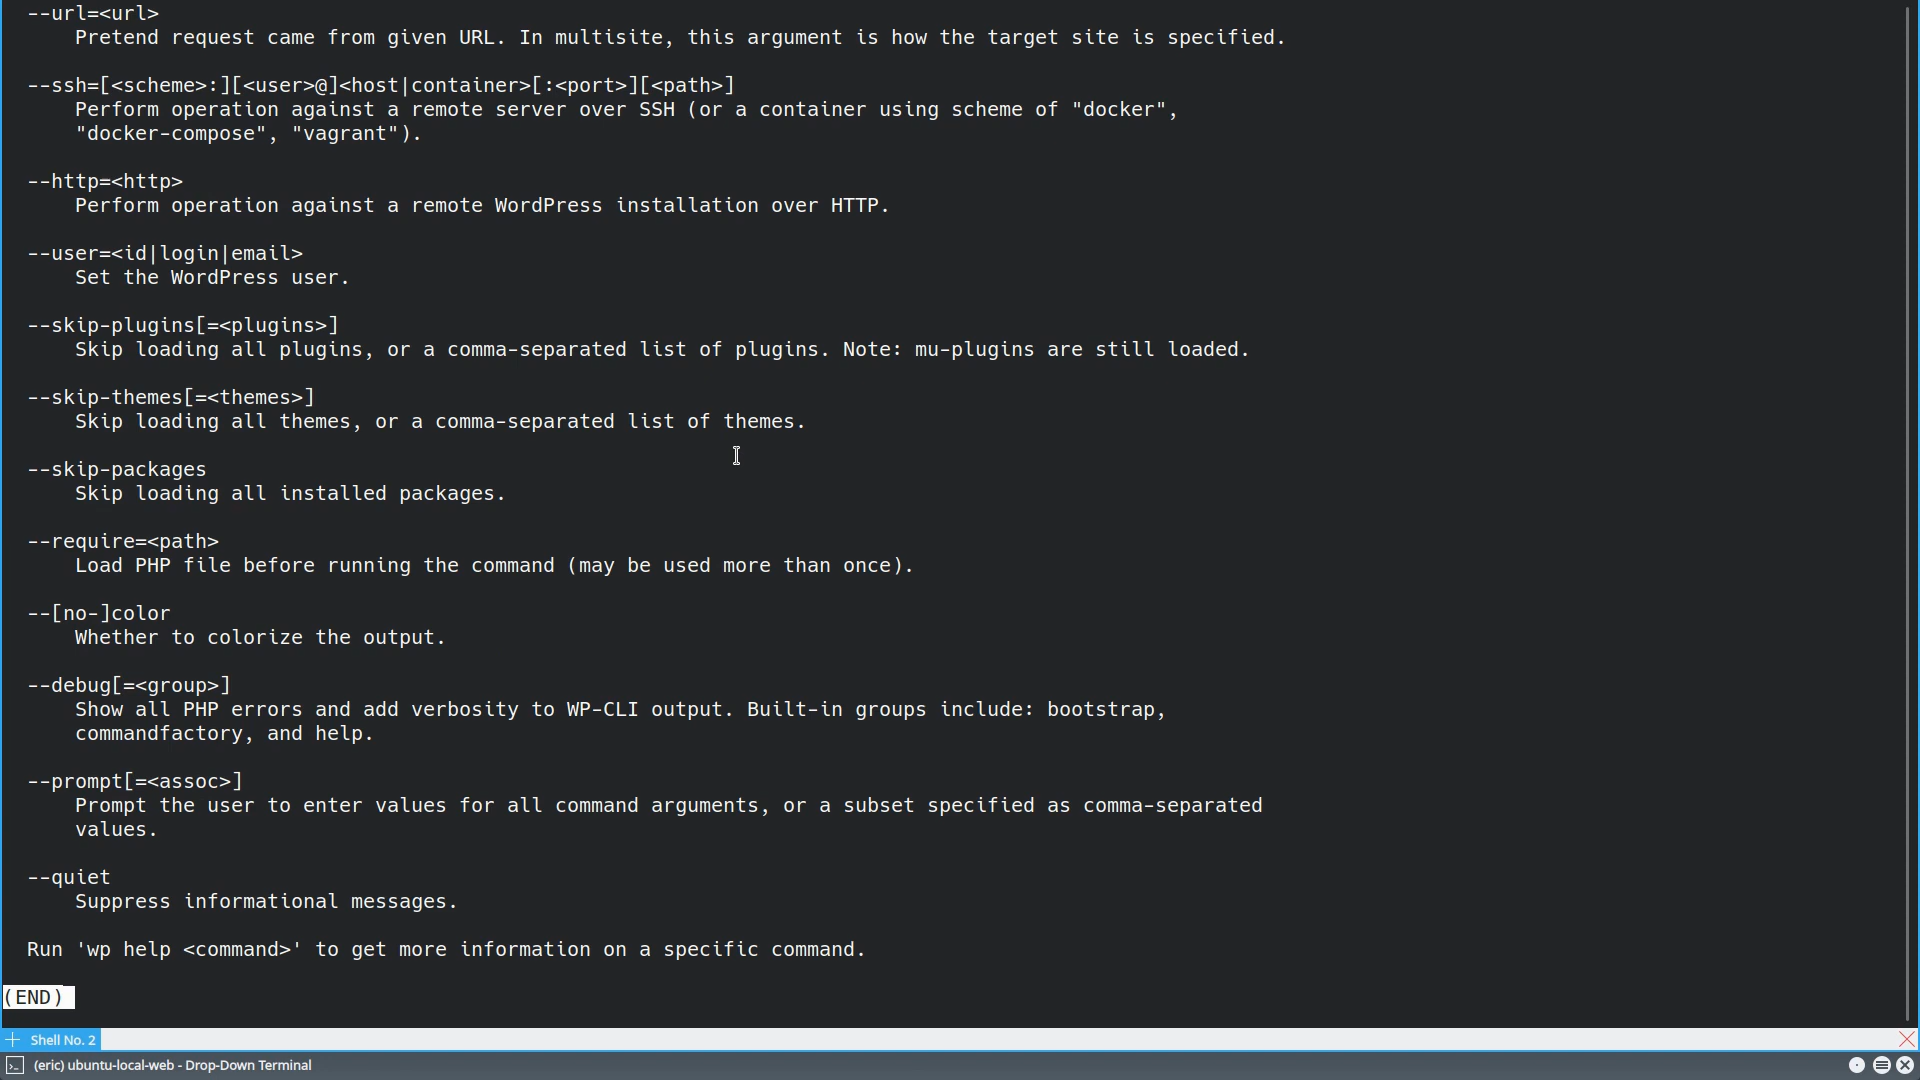 --url=<url>
Pretend request came from given URL. In multisite, this argument is how the target site is specified.
--ssh=[<scheme>:][<user>@]<host|container>[:<port>][<path>]
Perform operation against a remote server over SSH (or a container using scheme of "docker",
"docker-compose", "vagrant").
--http=<http>
Perform operation against a remote WordPress installation over HTTP.
--user=<id|login|email>
Set the WordPress user.
--skip-plugins[=<plugins>]
Skip loading all plugins, or a comma-separated list of plugins. Note: mu-plugins are still loaded.
--skip-themes[=<themes>]
Skip loading all themes, or a comma-separated list of themes.
--skip-packages
Skip loading all installed packages.
--require=<path>
Load PHP file before running the command (may be used more than once).
--[no-]color
Whether to colorize the output.
--debug[=<group>]
Show all PHP errors and add verbosity to WP-CLI output. Built-in groups include: bootstrap,
commandfactory, and help.
--prompt[=<assoc>]
Prompt the user to enter values for all command arguments, or a subset specified as comma-separated
values.
--quiet
Suppress informational messages.
Run 'wp help <command>' to get more information on a specific command.
(END)
Shell No. 2
(eric) ubuntu-local-web - Drop-Down Terminal